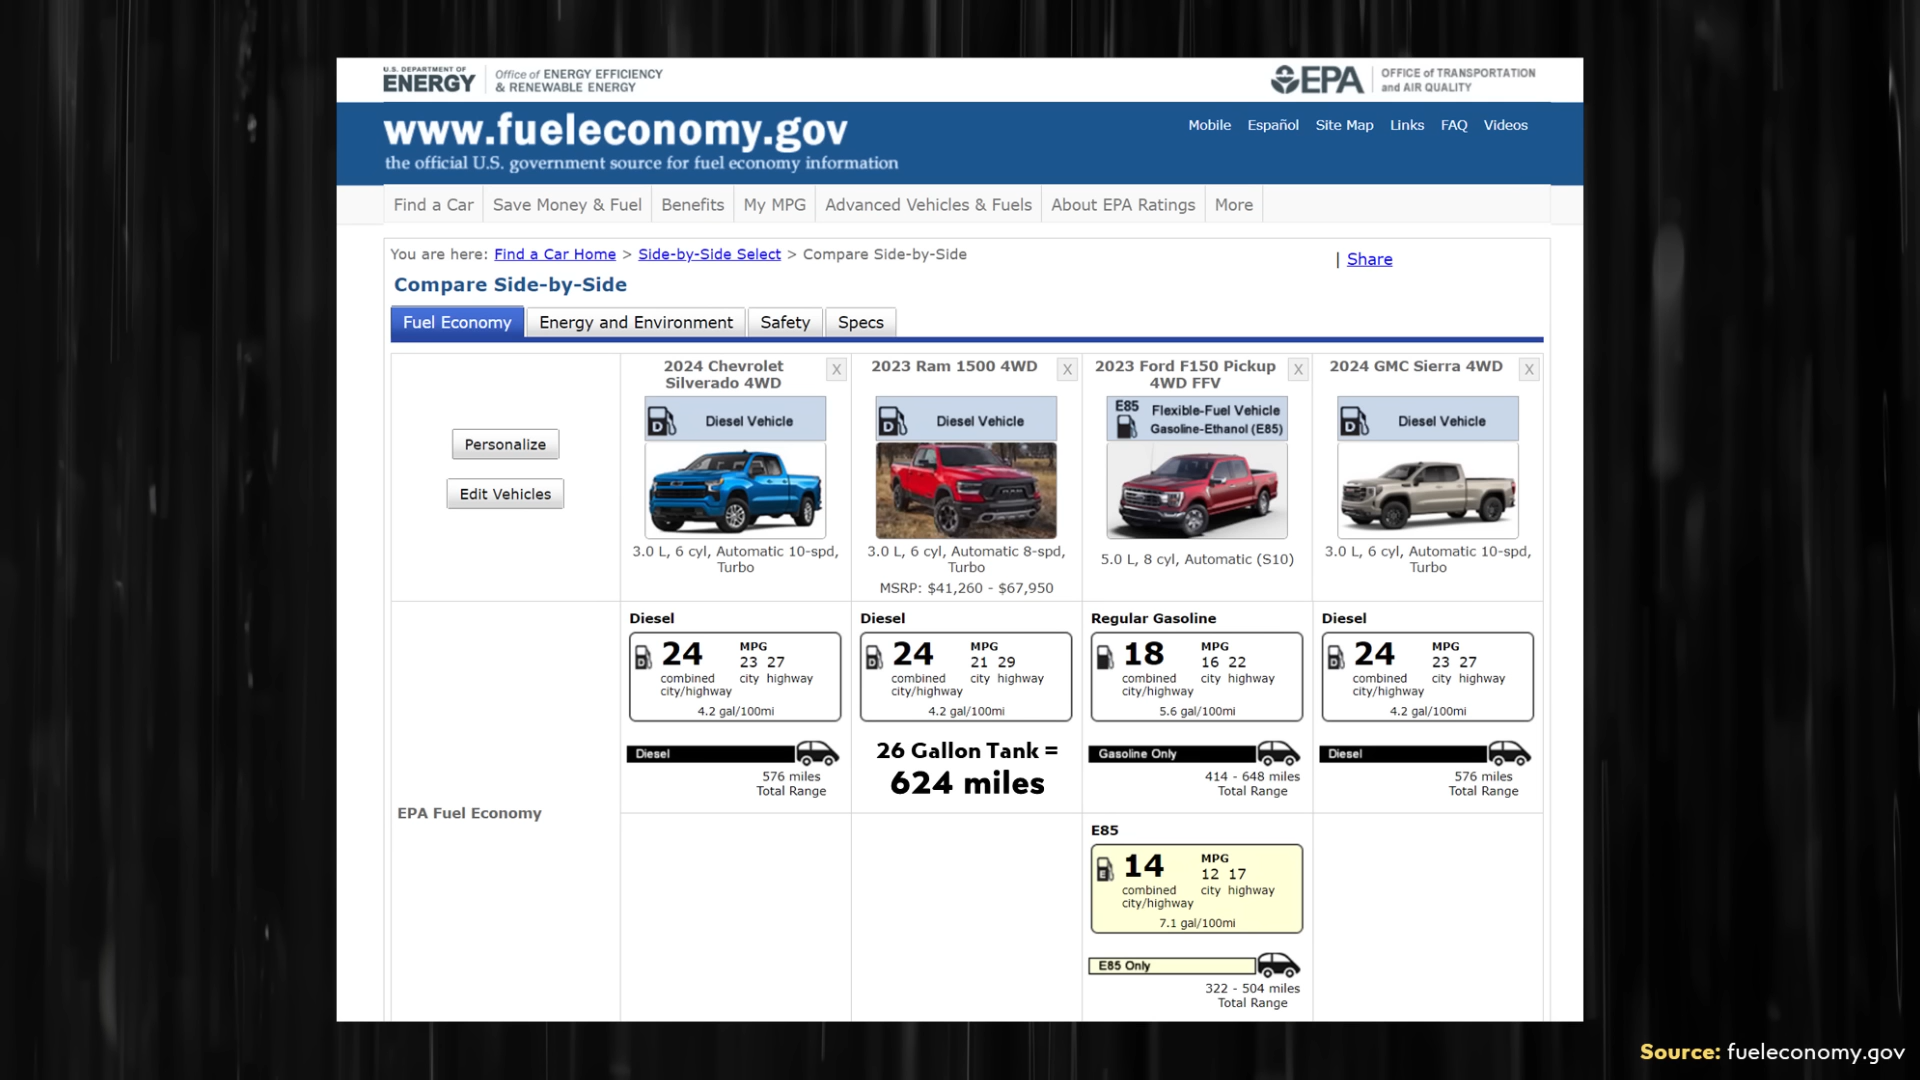 U.S. DEPARTMENT OF
ENERGY
Office of ENERGY EFFICIENCY
& RENEWABLE ENERGY
EPA
OFFICE of TRANSPORTATION
and AIR QUALITY
www.fueleconomy.gov
the official U.S. government source for fuel economy information
Mobile Español Site Map Links FAQ Videos
Find a Car Save Money & Fuel Benefits My MPG Advanced Vehicles & Fuels About EPA Ratings More
You are here: Find a Car Home > Side-by-Side Select > Compare Side-by-Side
| Share
Compare Side-by-Side
Fuel Economy Energy and Environment Safety Specs
Personalize
Edit Vehicles
2024 Chevrolet
Silverado 4WD
X
D
Diesel Vehicle
3.0 L, 6 cyl, Automatic 10-spd,
Turbo
2023 Ram 1500 4WD
X
D
Diesel Vehicle
RAM
3.0 L, 6 cyl, Automatic 8-spd,
Turbo
MSRP: $41,260 - $67,950
2023 Ford F150 Pickup
4WD FFV
X
E85
Flexible-Fuel Vehicle
Gasoline-Ethanol (E85)
5.0 L, 8 cyl, Automatic (S10)
2024 GMC Sierra 4WD
X
D
Diesel Vehicle
3.0 L, 6 cyl, Automatic 10-spd,
Turbo
EPA Fuel Economy
Diesel
D
24
combined
city/highway
MPG
23 27
city highway
4.2 gal/100mi
Diesel
576 miles
Total Range
Diesel
D
24
combined
city/highway
MPG
21 29
city highway
4.2 gal/100mi
26 Gallon Tank =
624 miles
Regular Gasoline
18
combined
city/highway
MPG
16 22
city highway
5.6 gal/100mi
Gasoline Only
414 - 648 miles
Total Range
Diesel
D
24
combined
city/highway
MPG
23 27
city highway
4.2 gal/100mi
Diesel
576 miles
Total Range
E85
E
14
combined
city/highway
MPG
12 17
city highway
7.1 gal/100mi
E85 Only
322 - 504 miles
Total Range
Source: fueleconomy.gov